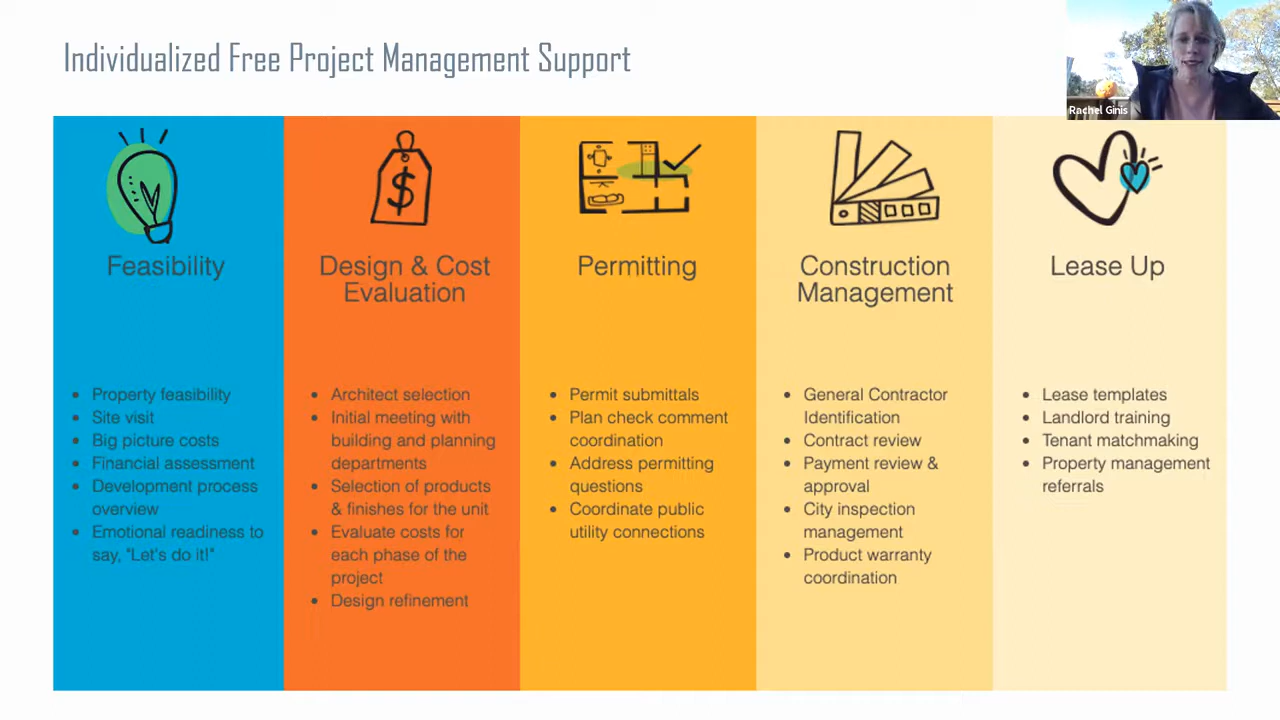 Individualized Free Project Management Support
Rachel Ginis
Feasibility
• Property feasibility
• Site visit
• Big picture costs
• Financial assessment
• Development process
overview
• Emotional readiness to
say, "Let's do it!"
$
Design & Cost
Evaluation
• Architect selection
• Initial meeting with
building and planning
departments
• Selection of products
& finishes for the unit
• Evaluate costs for
each phase of the
project
• Design refinement
Permitting
• Permit submittals
• Plan check comment
coordination
• Address permitting
questions
• Coordinate public
utility connections
Construction
Management
• General Contractor
Identification
• Contract review
• Payment review &
approval
• City inspection
management
• Product warranty
coordination
Lease Up
• Lease templates
• Landlord training
• Tenant matchmaking
• Property management
referrals